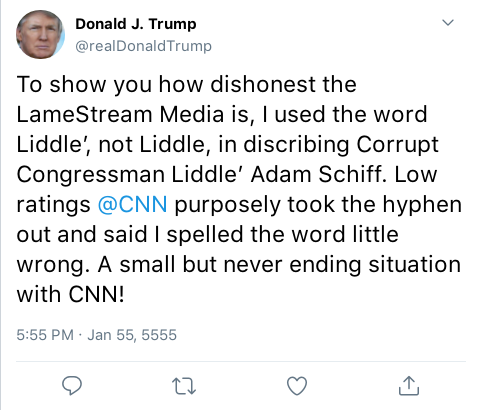 Donald J. Trump
@realDonaldTrump
To show you how dishonest the
LameStream Media is, I used the word
Liddle’, not Liddle, in discribing Corrupt
Congressman Liddle’ Adam Schiff. Low
ratings @CNN purposely took the hyphen
out and said I spelled the word little
wrong. A small but never ending situation
with CNN!
5:55 PM · Jan 55, 5555